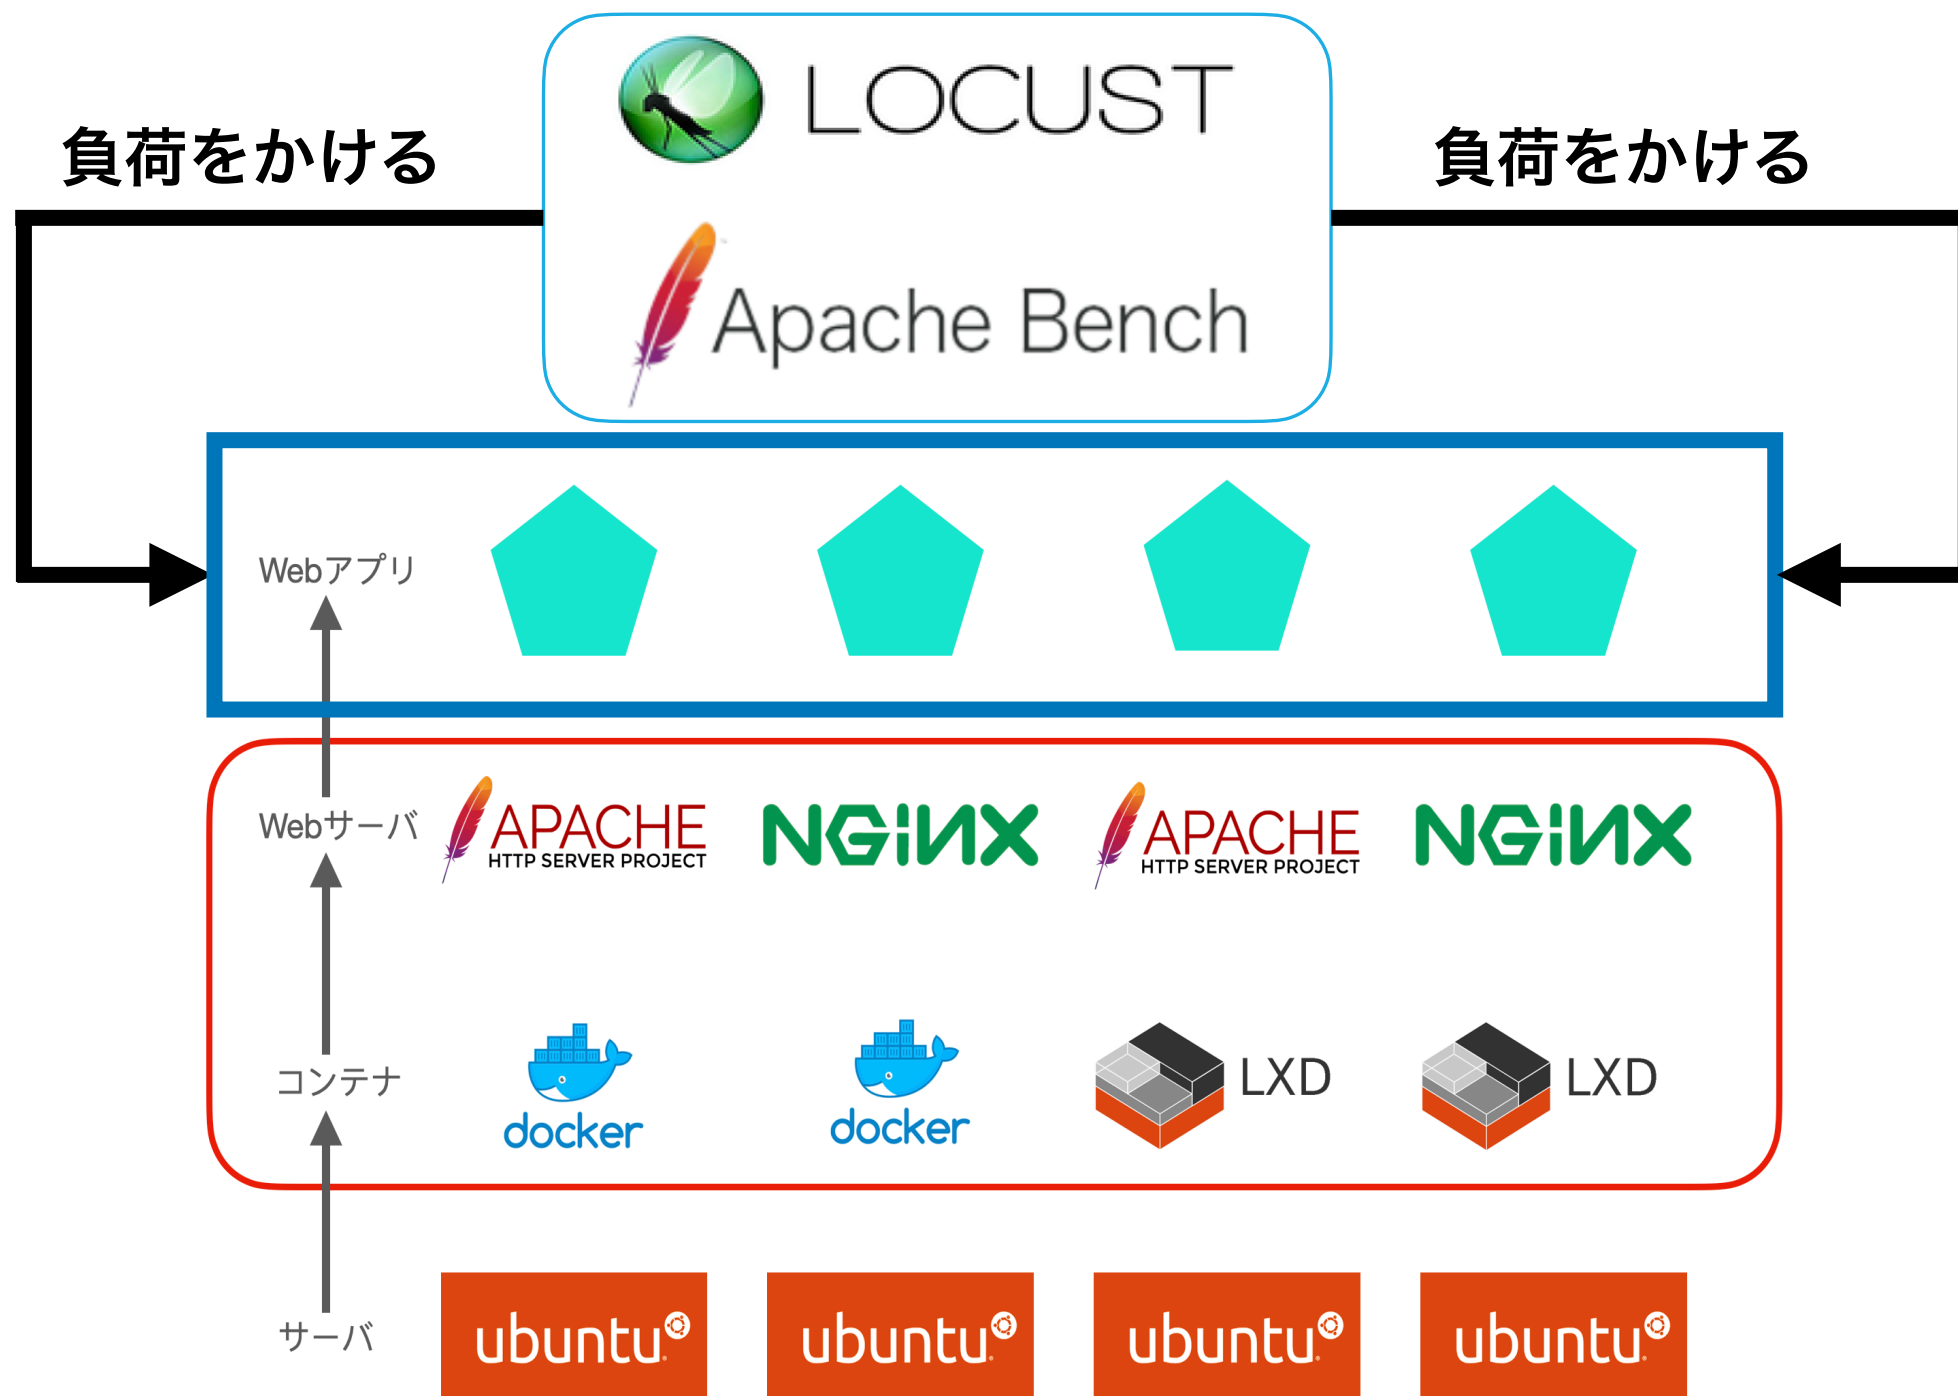 LOCUST
負荷をかける
負荷をかける
Apache Bench
Webアプリ
Webサーバ
APACHE
HTTP SERVER PROJECT
NGINX
APACHE
HTTP SERVER PROJECT
NGINX
コンテナ
docker
docker
LXD
LXD
サーバ
ubuntu
ubuntu
ubuntu
ubuntu